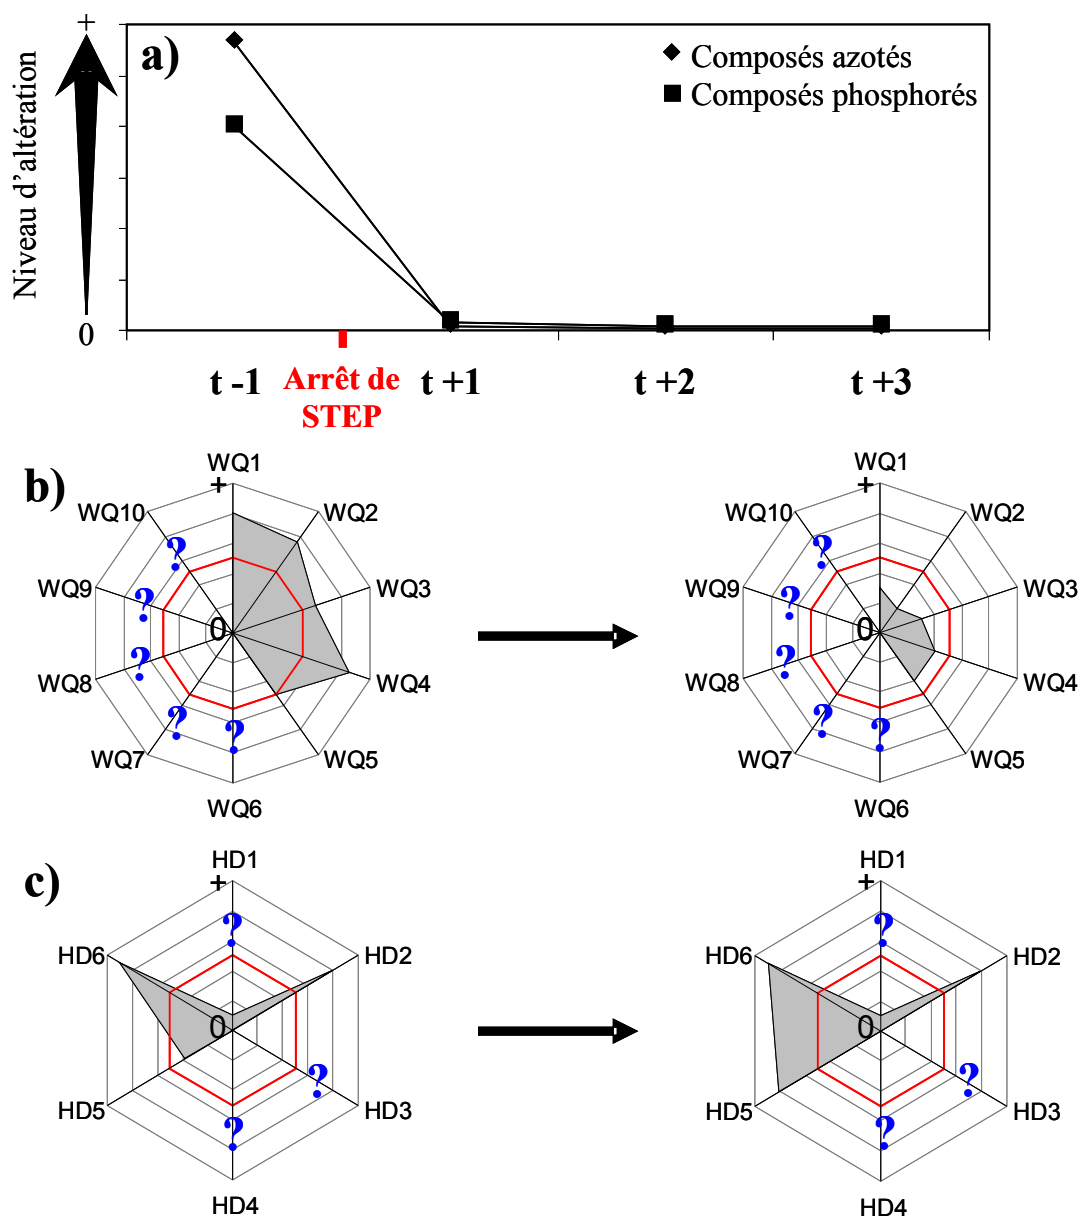 +
a)
Composés azotés
Composés phosphorés
Niveau d'altération
0
t -1
Arrêt de
STEP
t +1
t +2
t +3
b)
WQ1
+
WQ10
WQ2
?
WQ9
WQ3
?
0
?
WQ8
WQ4
?
?
WQ7
WQ5
WQ6
WQ1
+
WQ10
WQ2
?
WQ9
WQ3
?
0
?
WQ8
WQ4
?
?
WQ7
WQ5
WQ6
c)
HD1
+
?
HD6
HD2
0
?
HD5
HD3
?
HD4
HD1
+
?
HD6
HD2
0
?
HD5
HD3
?
HD4